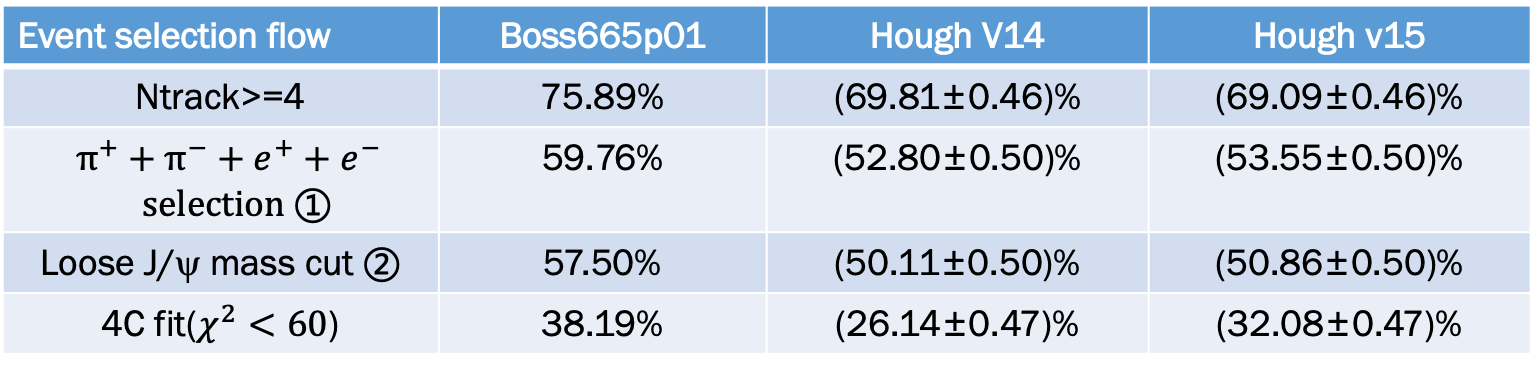 Event selection flow Boss665p01 Hough V14 Hough v15
Ntrack>=4 75.89% (69.81±0.46)% (69.09±0.46)%
π⁺ + π⁻ + e⁺ + e⁻ 59.76% (52.80±0.50)% (53.55±0.50)%
selection ①
Loose J/ψ mass cut ② 57.50% (50.11±0.50)% (50.86±0.50)%
4C fit(χ² < 60) 38.19% (26.14±0.47)% (32.08±0.47)%